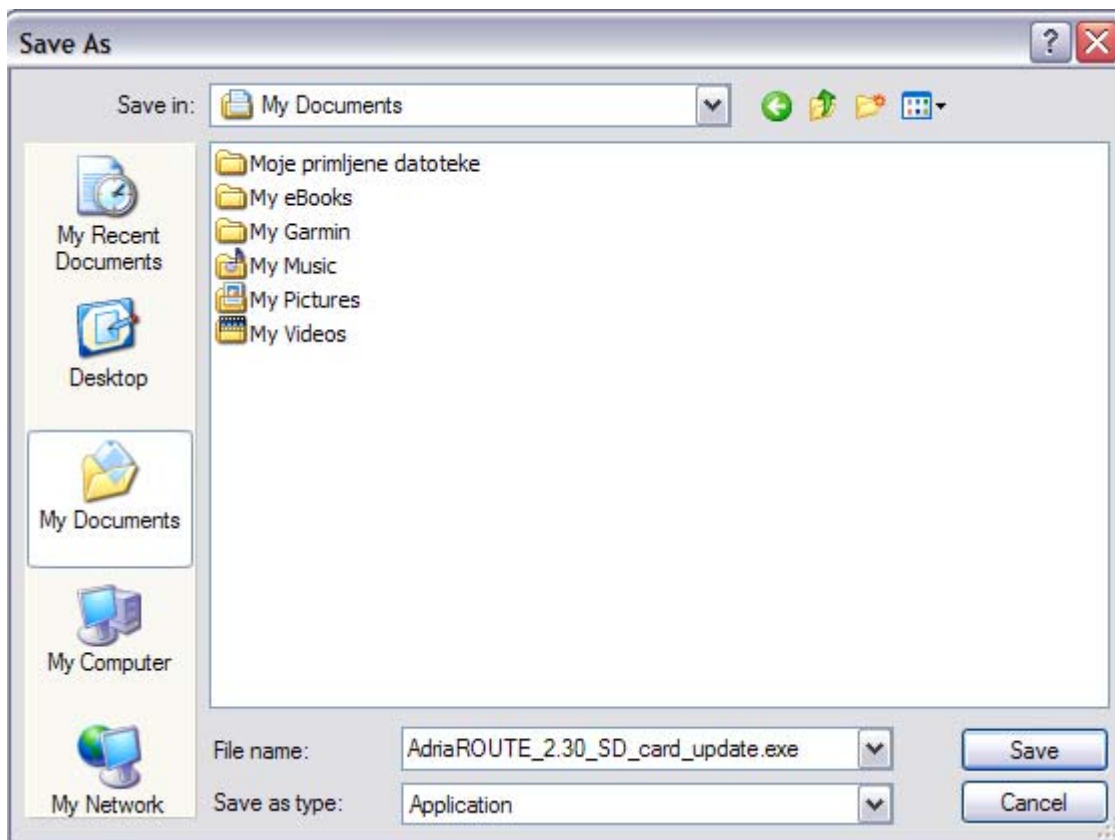 Save As
Save in:
My Documents
My Recent
Documents
Desktop
My Documents
My Computer
My Network
Moje primljene datoteke
My eBooks
My Garmin
My Music
My Pictures
My Videos
File name:
AdriaROUTE_2.30_SD_card_update.exe
Save
Save as type:
Application
Cancel